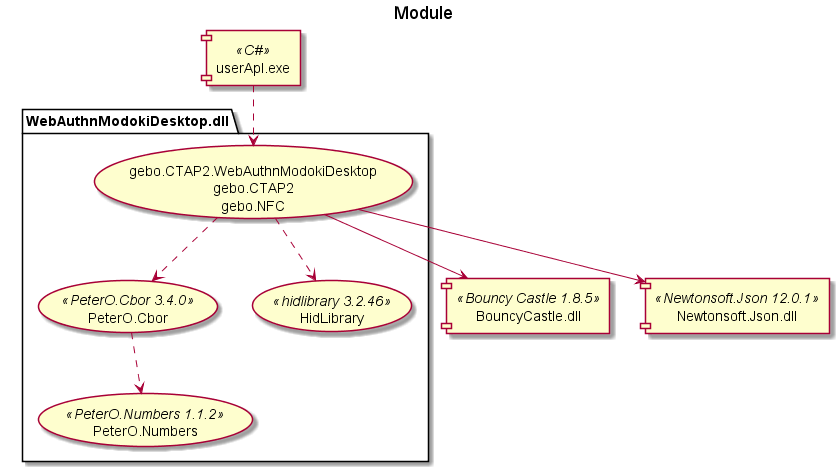 Module
«C#»
userApl.exe
WebAuthnModokiDesktop.dll
gebo.CTAP2.WebAuthnModokiDesktop
gebo.CTAP2
gebo.NFC
«PeterO.Cbor 3.4.0»
PeterO.Cbor
«hidlibrary 3.2.46»
HidLibrary
«Bouncy Castle 1.8.5»
BouncyCastle.dll
«Newtonsoft.Json 12.0.1»
Newtonsoft.Json.dll
«PeterO.Numbers 1.1.2»
PeterO.Numbers